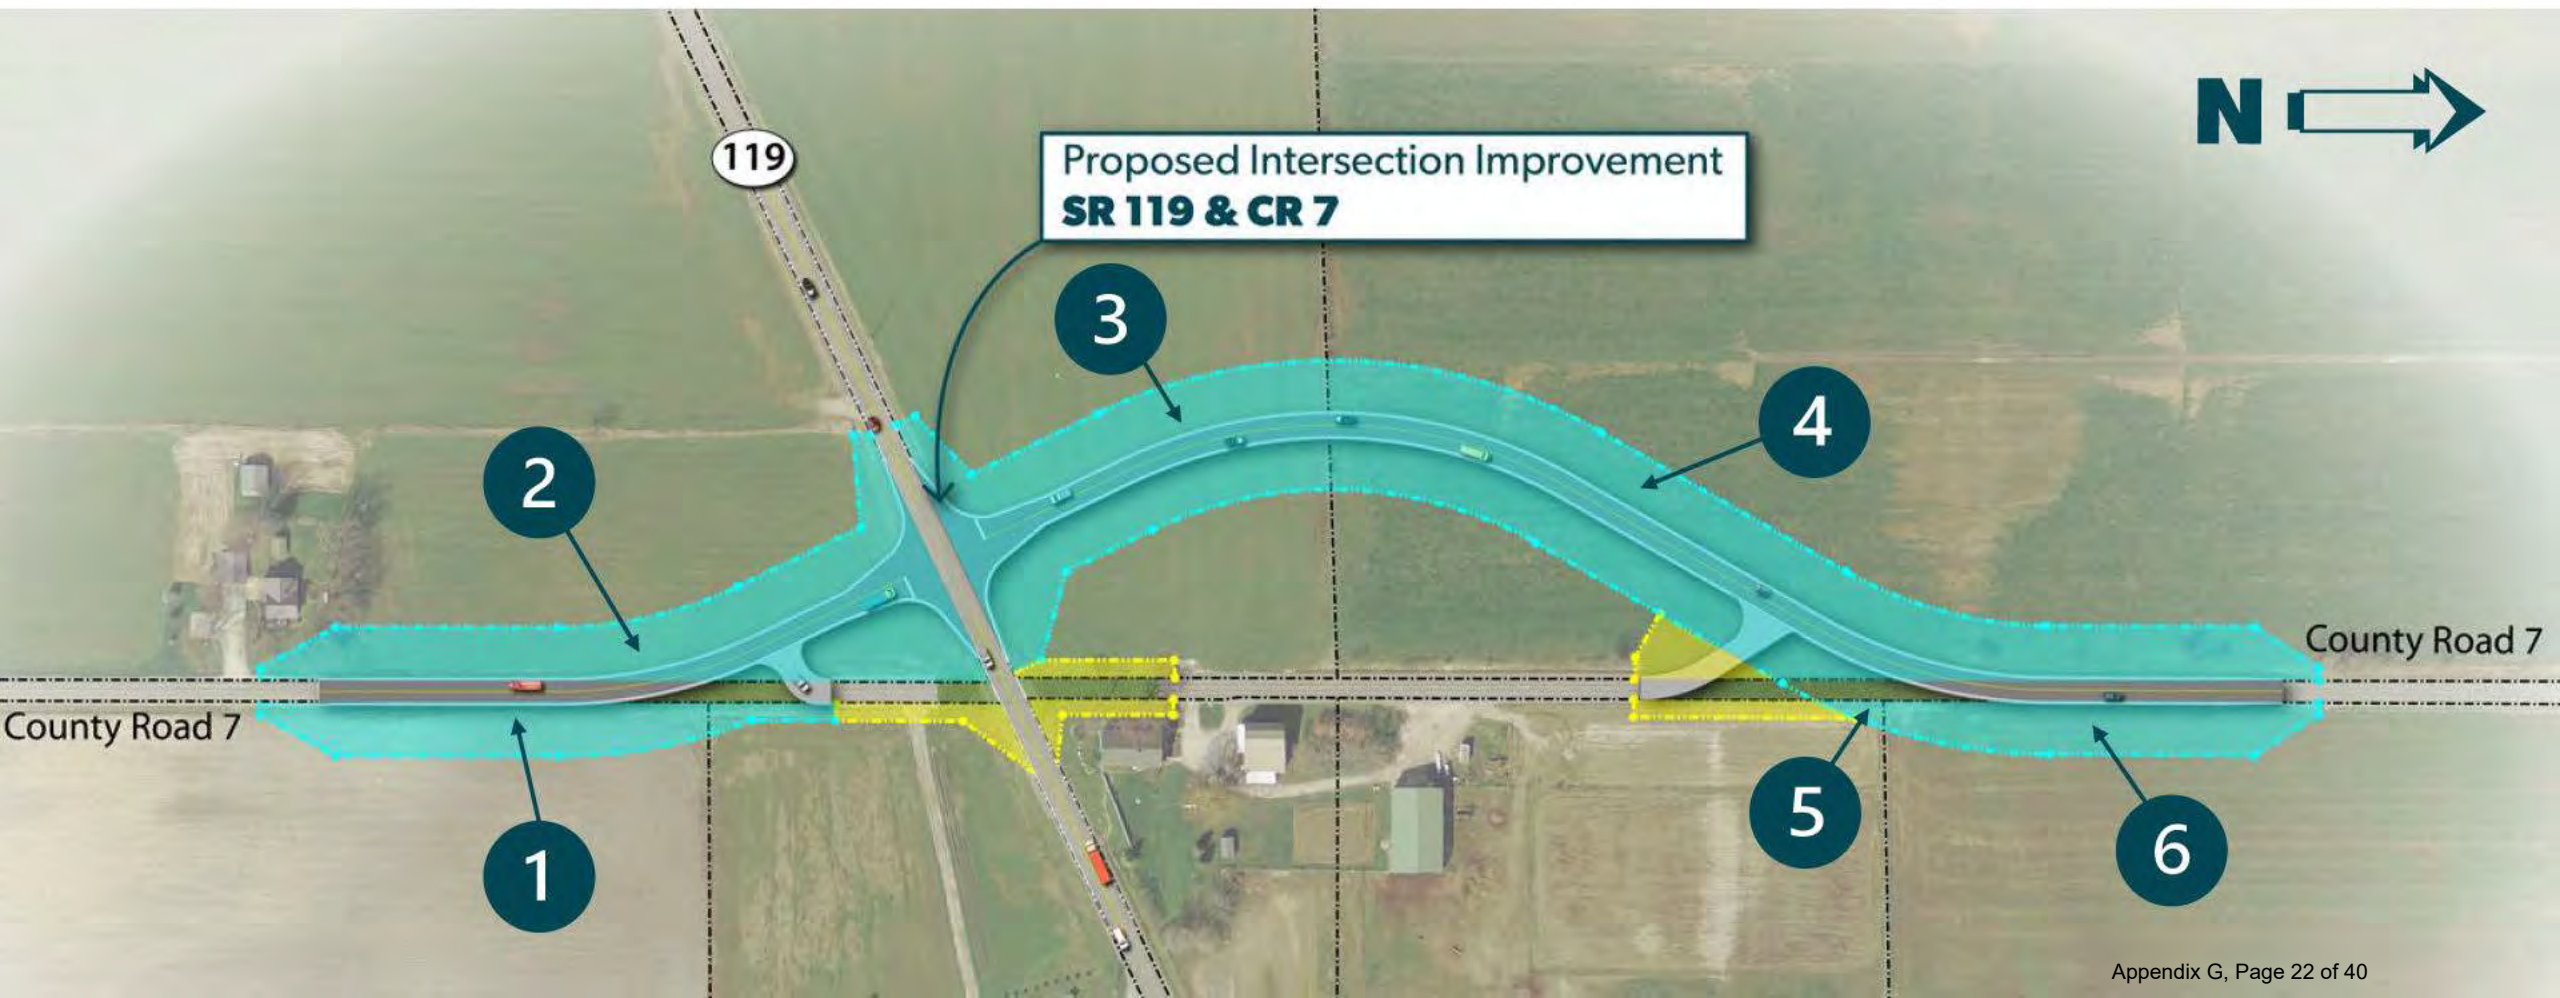 N
119
Proposed Intersection Improvement
SR 119 & CR 7
3
4
2
County Road 7
County Road 7
5
1
6
Appendix G, Page 22 of 40